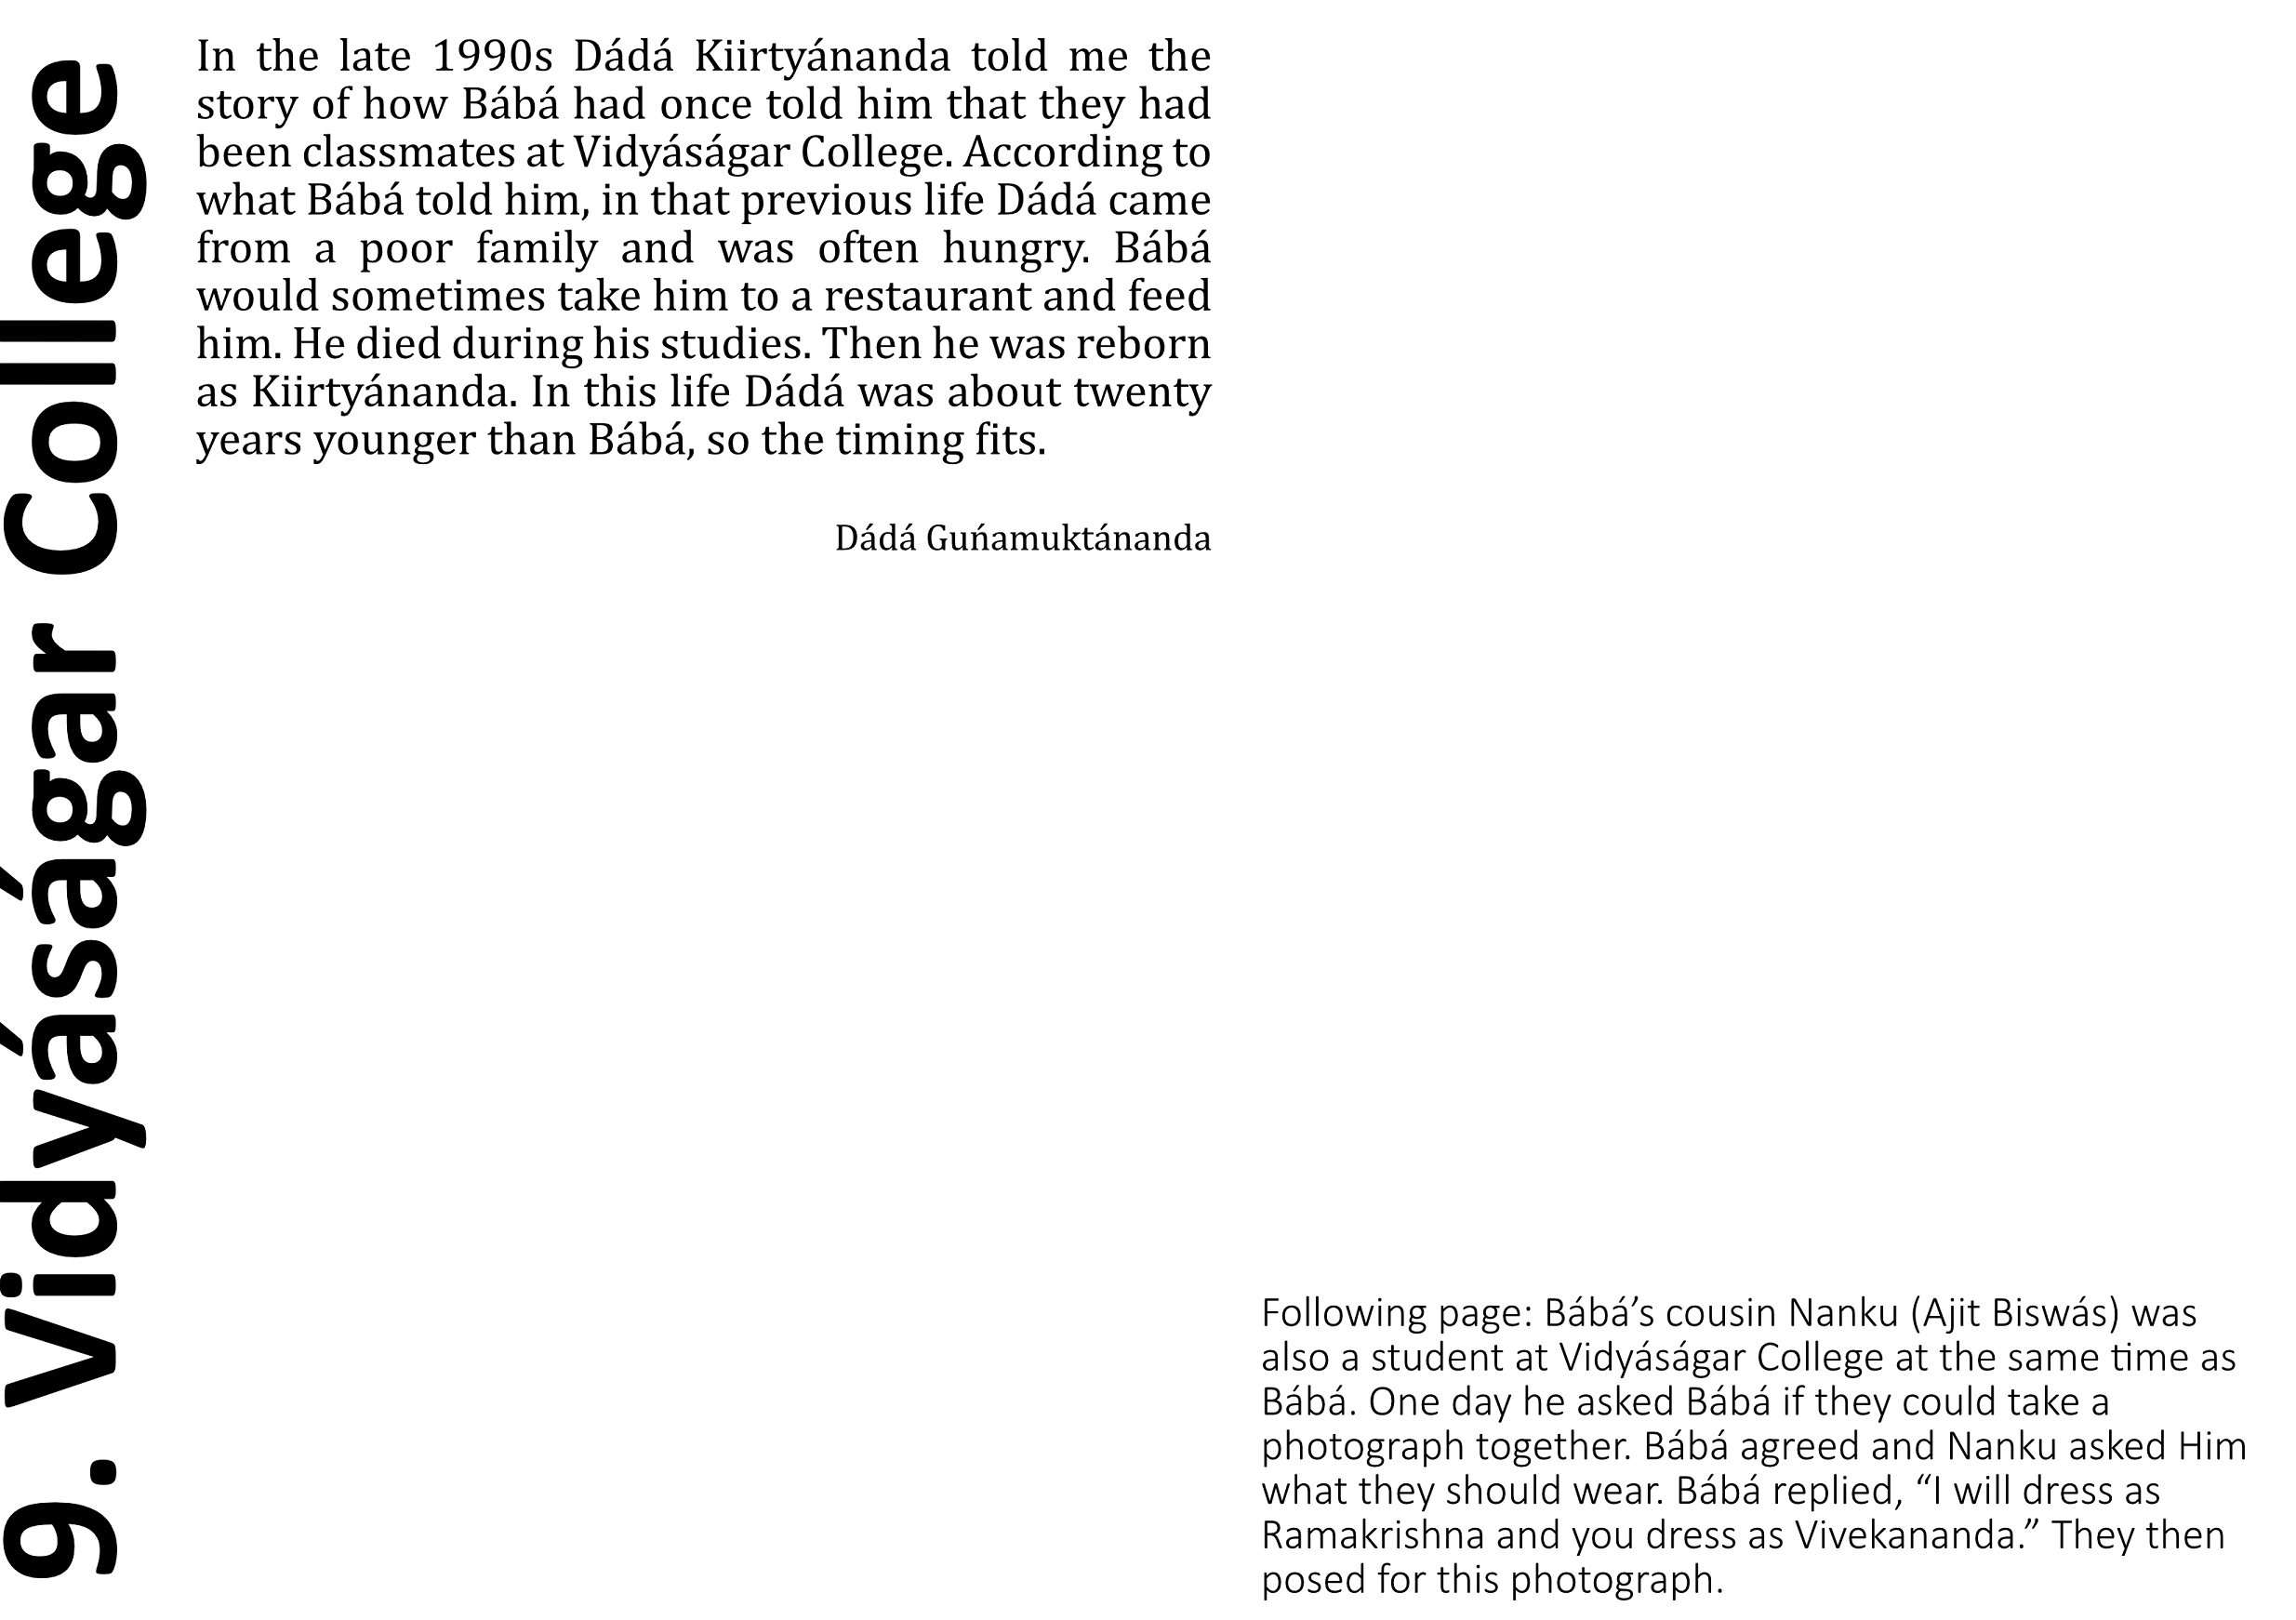 9. Vidyáságar College
In the late 1990s Dádá Kiirtyánanda told me the
story of how Bábá had once told him that they had
been classmates at Vidyáságar College. According to
what Bábá told him, in that previous life Dádá came
from a poor family and was often hungry. Bábá
would sometimes take him to a restaurant and feed
him. He died during his studies. Then he was reborn
as Kiirtyánanda. In this life Dádá was about twenty
years younger than Bábá, so the timing fits.
Dádá Guńamuktánanda
Following page: Bábá’s cousin Nanku (Ajit Biswás) was
also a student at Vidyáságar College at the same time as
Bábá. One day he asked Bábá if they could take a
photograph together. Bábá agreed and Nanku asked Him
what they should wear. Bábá replied, “I will dress as
Ramakrishna and you dress as Vivekananda.” They then
posed for this photograph.